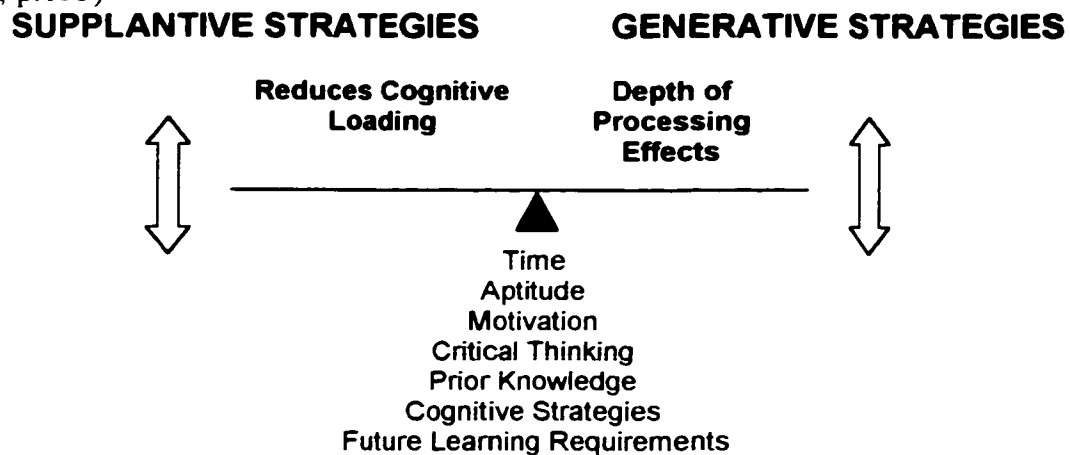 SUPPLANTIVE STRATEGIES GENERATIVE STRATEGIES
Reduces Cognitive
Loading
Depth of
Processing
Effects
Time
Aptitude
Motivation
Critical Thinking
Prior Knowledge
Cognitive Strategies
Future Learning Requirements